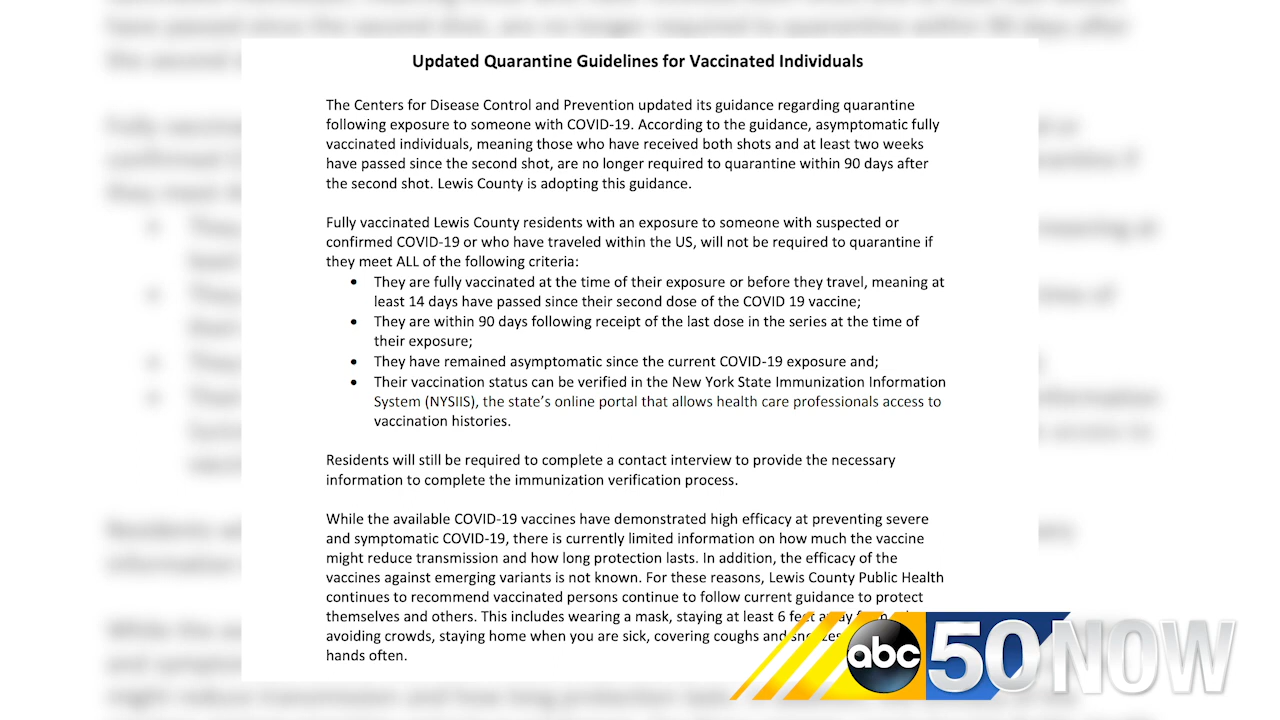 Updated Quarantine Guidelines for Vaccinated Individuals
The Centers for Disease Control and Prevention updated its guidance regarding quarantine
following exposure to someone with COVID-19. According to the guidance, asymptomatic fully
vaccinated individuals, meaning those who have received both shots and at least two weeks
have passed since the second shot, are no longer required to quarantine within 90 days after
the second shot. Lewis County is adopting this guidance.
Fully vaccinated Lewis County residents with an exposure to someone with suspected or
confirmed COVID-19 or who have traveled within the US, will not be required to quarantine if
they meet ALL of the following criteria:
• They are fully vaccinated at the time of their exposure or before they travel, meaning at
least 14 days have passed since their second dose of the COVID 19 vaccine;
• They are within 90 days following receipt of the last dose in the series at the time of
their exposure;
• They have remained asymptomatic since the current COVID-19 exposure and;
• Their vaccination status can be verified in the New York State Immunization Information
System (NYSIIS), the state's online portal that allows health care professionals access to
vaccination histories.
Residents will still be required to complete a contact interview to provide the necessary
information to complete the immunization verification process.
While the available COVID-19 vaccines have demonstrated high efficacy at preventing severe
and symptomatic COVID-19, there is currently limited information on how much the vaccine
might reduce transmission and how long protection lasts. In addition, the efficacy of the
vaccines against emerging variants is not known. For these reasons, Lewis County Public Health
continues to recommend vaccinated persons continue to follow current guidance to protect
themselves and others. This includes wearing a mask, staying at least 6 feet away
avoiding crowds, staying home when you are sick, covering coughs and
hands often.
abc 50 NOW